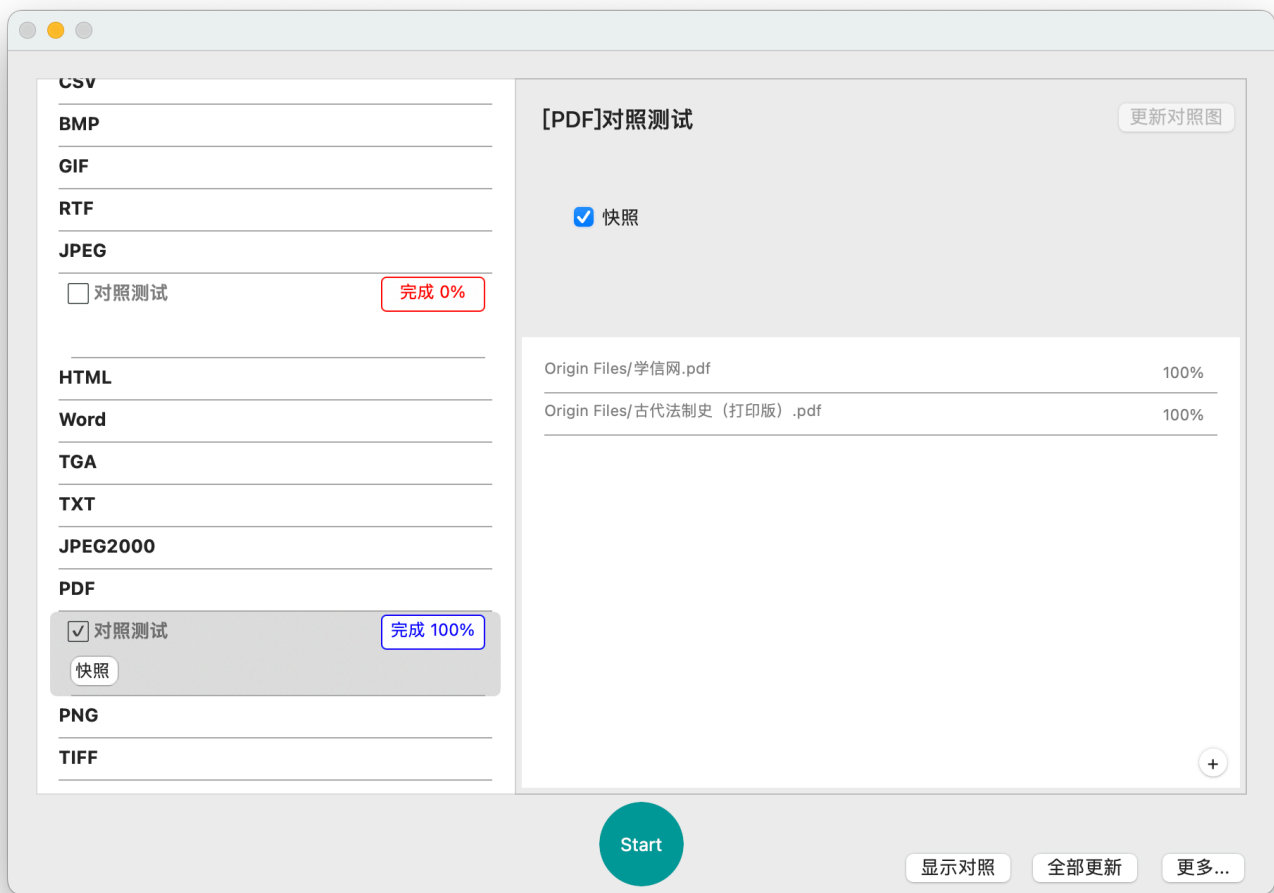 CSV
BMP
GIF
RTF
JPEG
对照测试
完成 0%
HTML
Word
TGA
TXT
JPEG2000
PDF
对照测试
完成 100%
快照
PNG
TIFF
[PDF]对照测试
更新对照图
快照
Origin Files/学信网.pdf
100%
Origin Files/古代法制史（打印版）.pdf
100%
+
Start
显示对照
全部更新
更多...